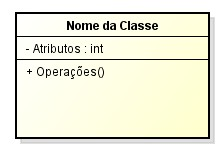 Nome da Classe
- Atributos : int
+ Operações()